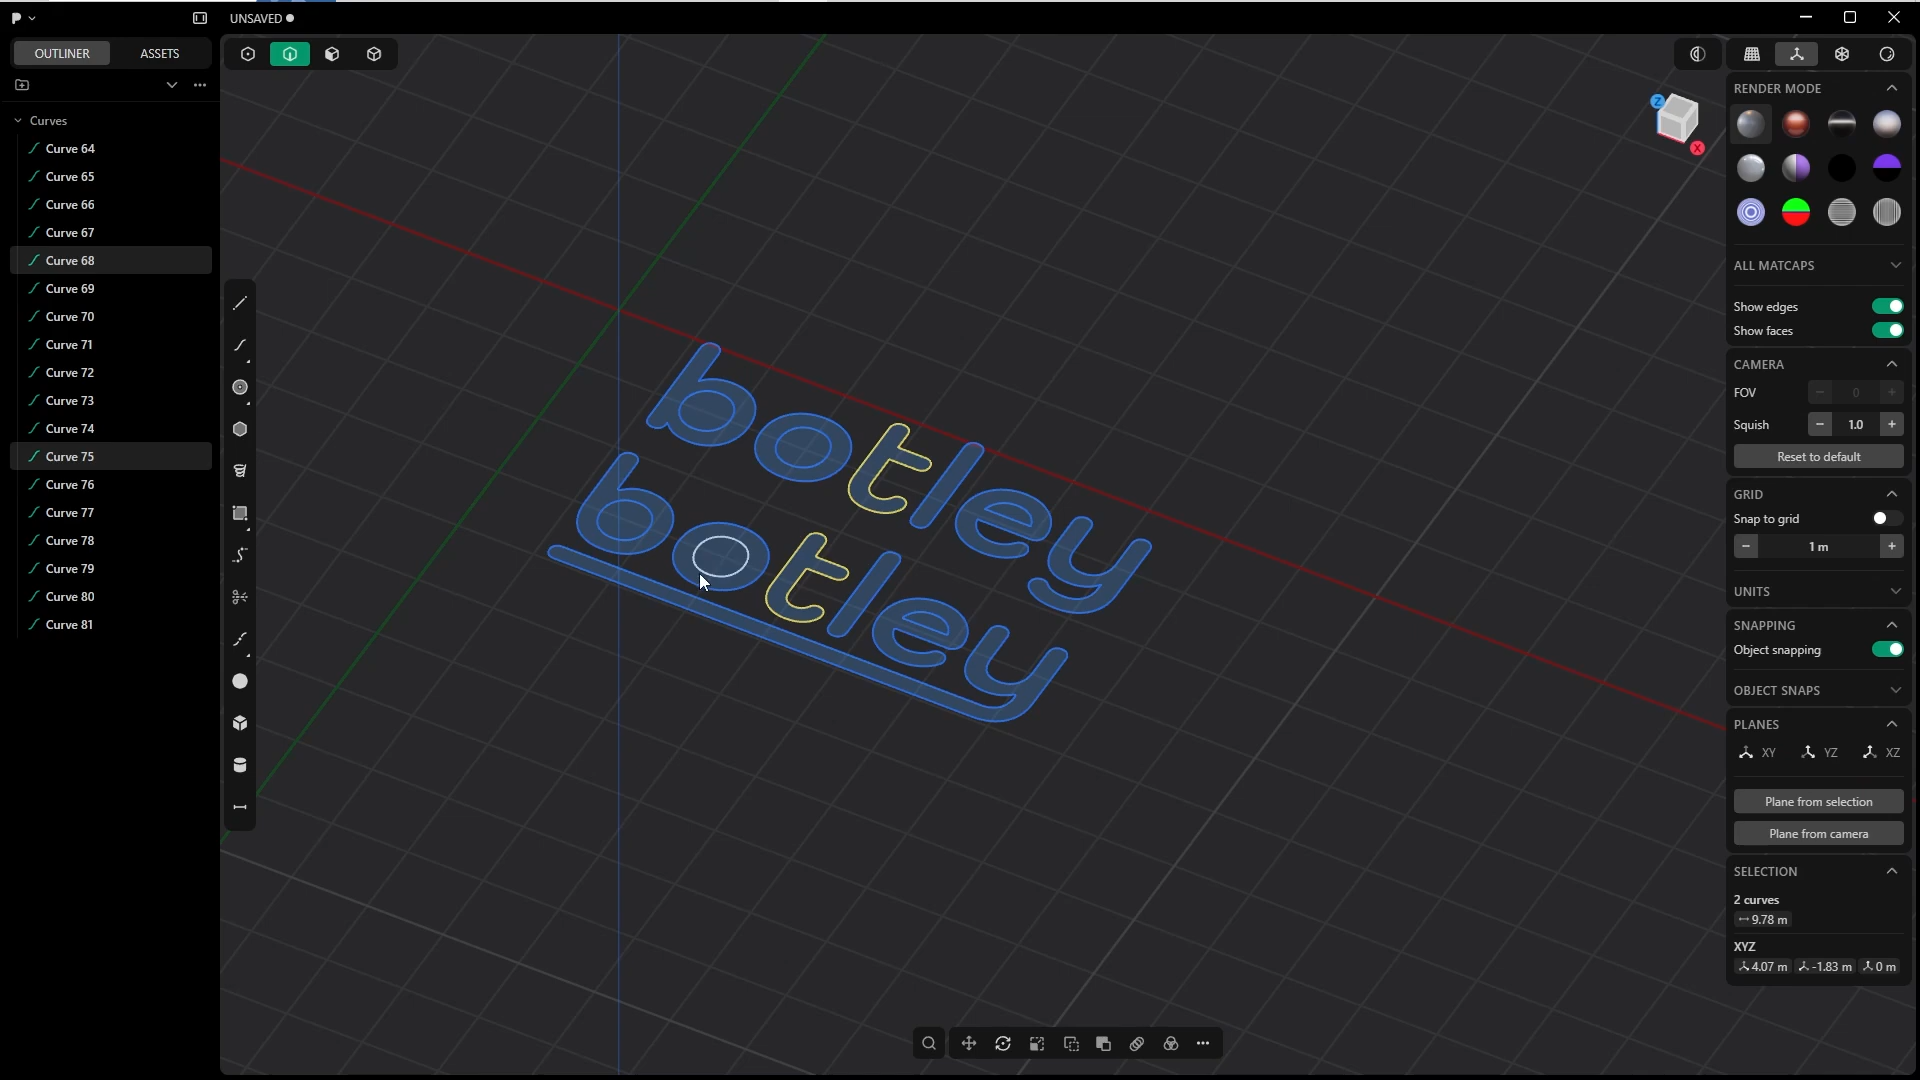 UNSAVED
OUTLINER
ASSETS
Curves
Curve 64
Curve 65
Curve 66
Curve 67
Curve 68
Curve 69
Curve 70
Curve 71
Curve 72
Curve 73
Curve 74
Curve 75
Curve 76
Curve 77
Curve 78
Curve 79
Curve 80
Curve 81
botley
botley
Z
X
RENDER MODE
ALL MATCAPS
Show edges
Show faces
CAMERA
FOV 0
Squish 1.0
Reset to default
GRID
Snap to grid
1 m
UNITS
SNAPPING
Object snapping
OBJECT SNAPS
PLANES
XY YZ XZ
Plane from selection
Plane from camera
SELECTION
2 curves
9.78 m
XYZ
4.07 m -1.83 m 0 m